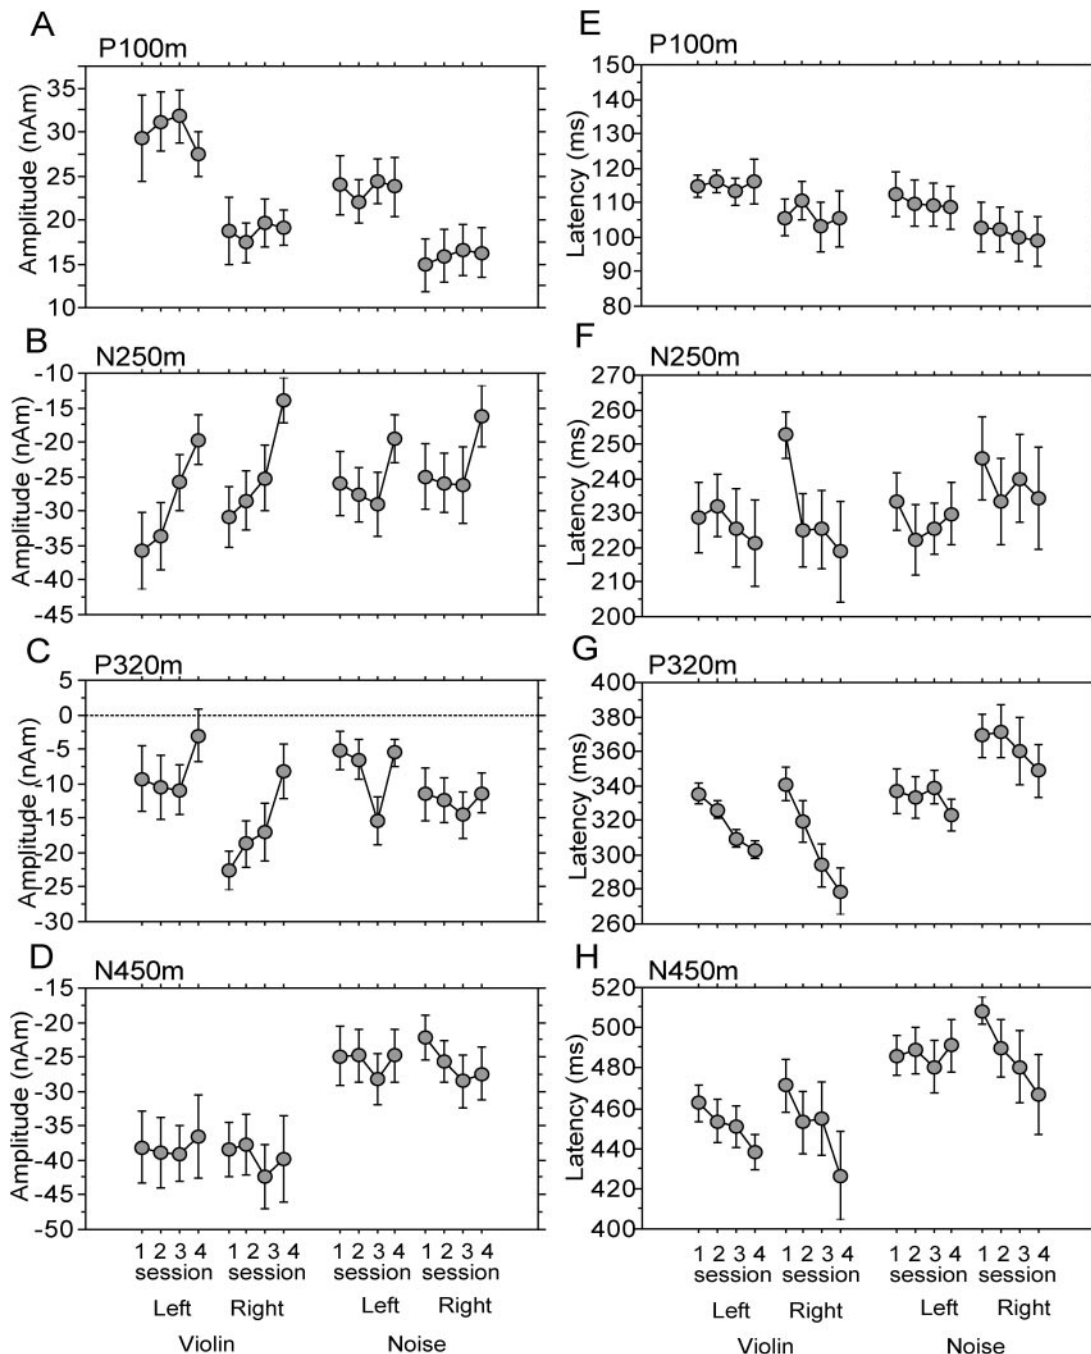 A
P100m
Amplitude (nAm)
35
30
25
20
15
10
B
N250m
Amplitude (nAm)
-10
-15
-20
-25
-30
-35
-40
-45
C
P320m
Amplitude (nAm)
5
0
-5
-10
-15
-20
-25
-30
D
N450m
Amplitude (nAm)
-15
-20
-25
-30
-35
-40
-45
-50
1 2 3 4 1 2 3 4 1 2 3 4 1 2 3 4
session session session session
Left Right Left Right
Violin Noise
E
P100m
Latency (ms)
150
140
130
120
110
100
90
80
F
N250m
Latency (ms)
270
260
250
240
230
220
210
200
G
P320m
Latency (ms)
400
380
360
340
320
300
280
260
H
N450m
Latency (ms)
520
500
480
460
440
420
400
1 2 3 4 1 2 3 4 1 2 3 4 1 2 3 4
session session session session
Left Right Left Right
Violin Noise